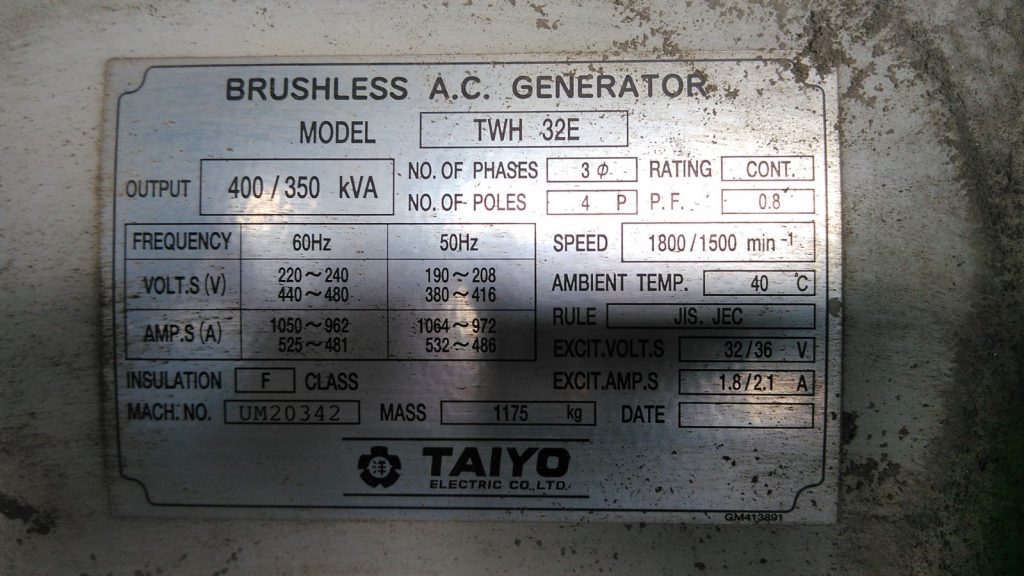 BRUSHLESS A.C. GENERATOR
MODEL TWH 32E
OUTPUT 400/350 kVA
NO. OF PHASES 3φ RATING CONT.
NO. OF POLES 4 P P.F. 0.8
FREQUENCY 60Hz 50Hz
SPEED 1800/1500 min⁻¹
VOLT.S (V) 220～240 190～208
440～480 380～416
AMBIENT TEMP. 40 °C
AMP.S (A) 1050～962 1064～972
525～481 532～486
RULE JIS. JEC
EXCIT.VOLT.S 32/36 V
INSULATION F CLASS
EXCIT.AMP.S 1.8/2.1 A
MACH. NO. UM20342 MASS 1175 kg DATE
洋 TAIYO
ELECTRIC CO.,LTD.
GM413891